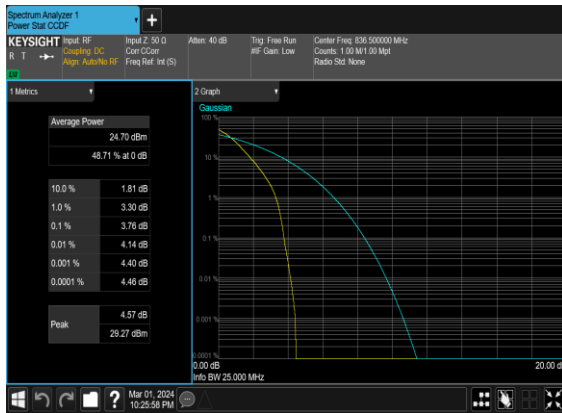 Spectrum Analyzer 1
Power Stat CCDF
KEYSIGHT
R T
LXI
Input: RF
Coupling: DC
Align: Auto/No RF
Input Z: 50 Ω
Corr CCorr
Freq Ref: Int (S)
Atten: 40 dB
Trig: Free Run
#IF Gain: Low
Center Freq: 836.500000 MHz
Counts: 1.00 M/1.00 Mpt
Radio Std: None
1 Metrics
Average Power
24.70 dBm
48.71 % at 0 dB
10.0 % 1.81 dB
1.0 % 3.30 dB
0.1 % 3.76 dB
0.01 % 4.14 dB
0.001 % 4.40 dB
0.0001 % 4.46 dB
Peak
4.57 dB
29.27 dBm
2 Graph
Gaussian
100 %
10 %
1 %
0.1 %
0.01 %
0.001 %
0.0001 %
0.00 dB 20.00 d
Info BW 25.000 MHz
?
Mar 01, 2024
10:25:58 PM